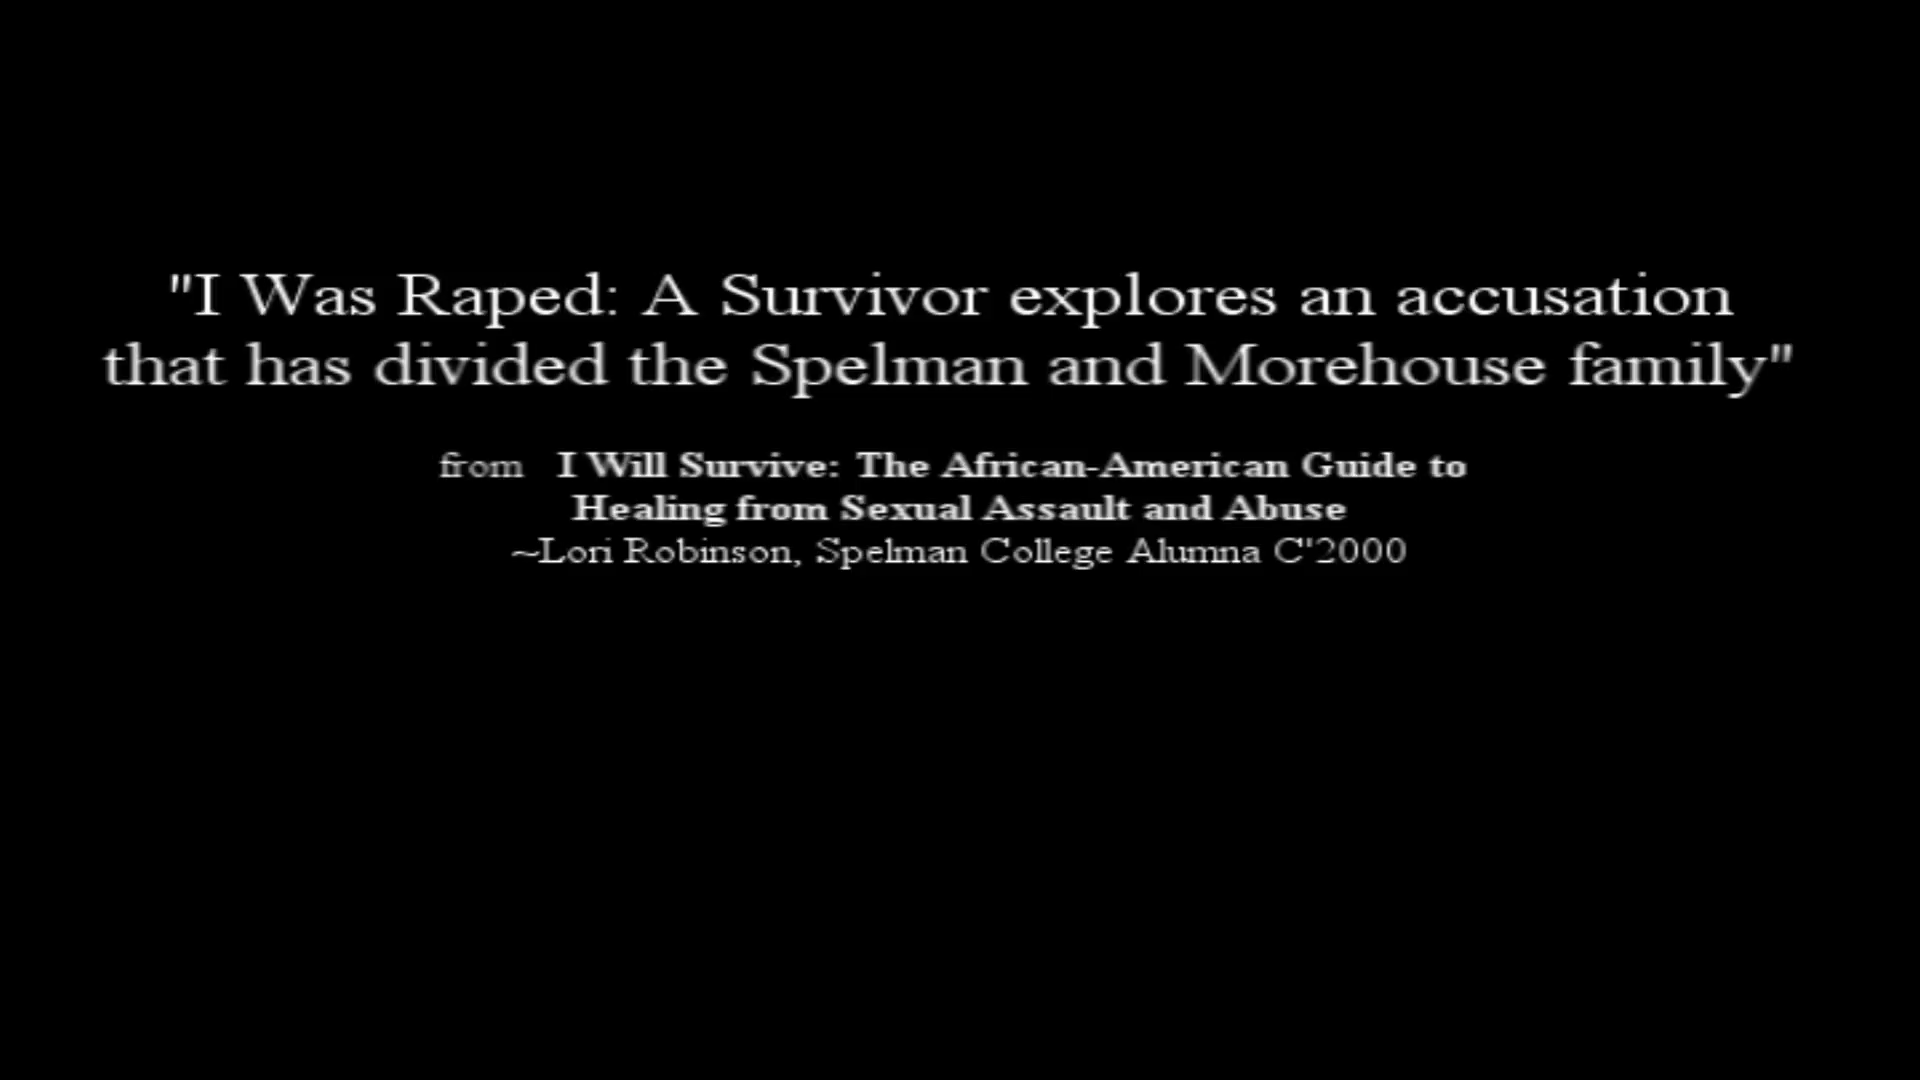 "I Was Raped: A Survivor explores an accusation
that has divided the Spelman and Morehouse family"
from I Will Survive: The African-American Guide to
Healing from Sexual Assault and Abuse
~Lori Robinson, Spelman College Alumna C'2000